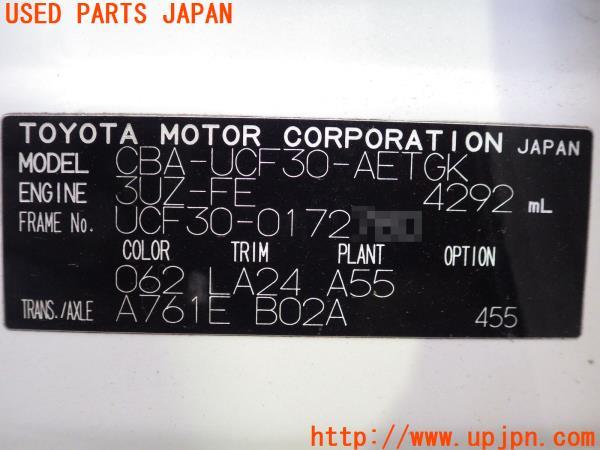 USED PARTS JAPAN
TOYOTA MOTOR CORPORATION JAPAN
MODEL CBA-UCF30-AETGK
ENGINE 3UZ-FE 4292 mL
FRAME No. UCF30-0172
COLOR TRIM OPTION
062 LA24 A55
TRANS./AXLE A761E B02A 455
http://www.upjpn.com/